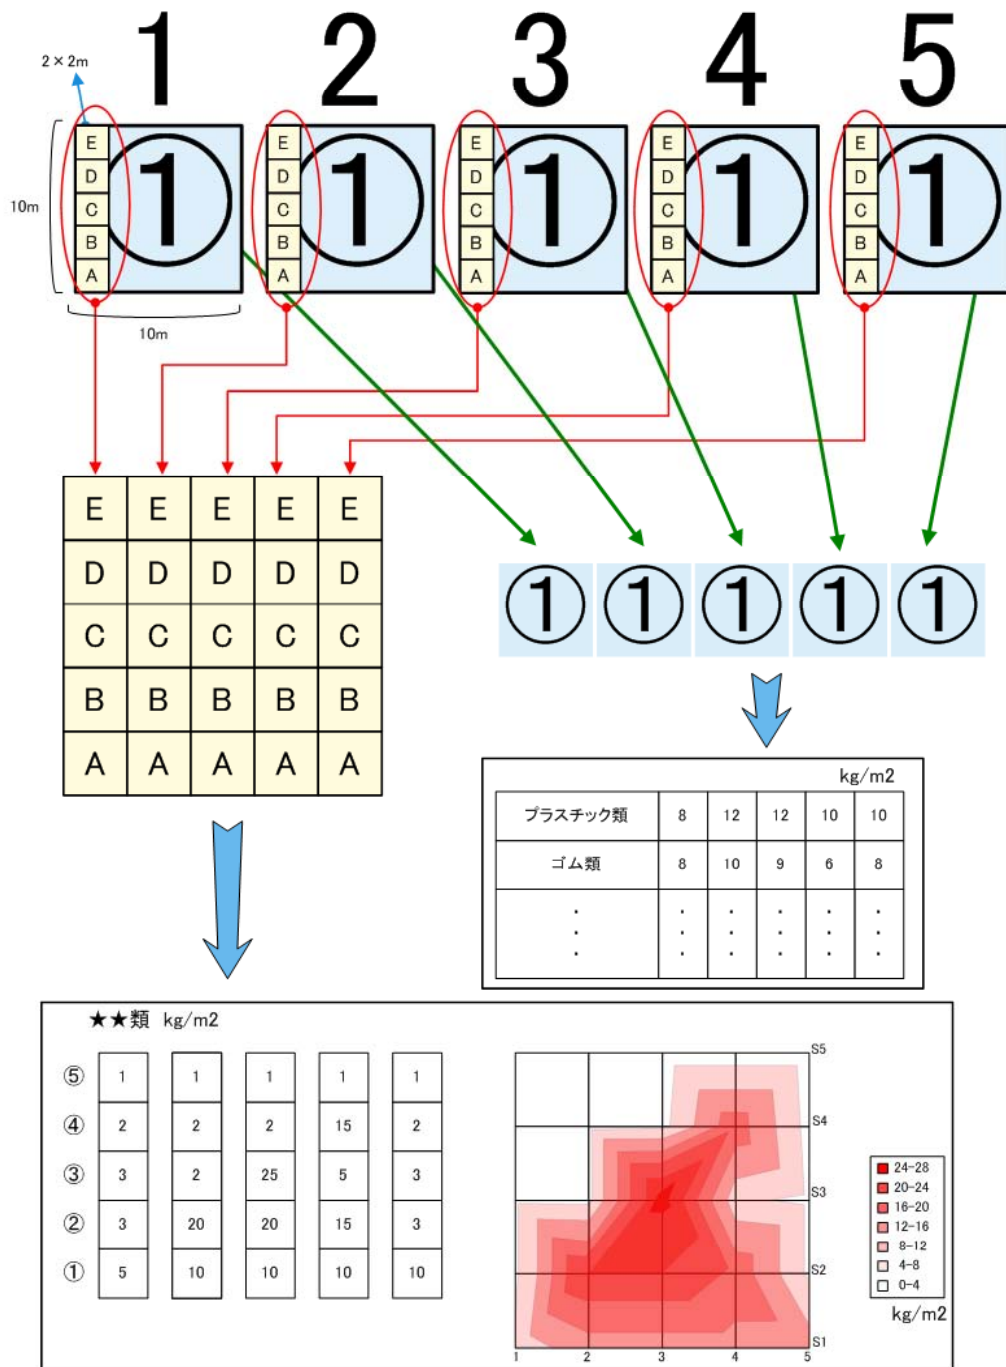 1 2 3 4 5
2×2m
E E E E E
D D D D D
① ① ① ① ①
C C C C C
10m
B B B B B
A A A A A
10m
E E E E E
D D D D D
C C C C C
B B B B B
A A A A A
① ① ① ① ①
kg/m2
プラスチック類 8 12 12 10 10
ゴム類 8 10 9 6 8
・ ・ ・ ・ ・ ・
・ ・ ・ ・ ・ ・
・ ・ ・ ・ ・ ・
★★類 kg/m2
⑤ 1 1 1 1 1
④ 2 2 2 15 2
③ 3 2 25 5 3
② 3 20 20 15 3
① 5 10 10 10 10
S5
S4
S3
S2
S1
1 2 3 4 5
24-28
20-24
16-20
12-16
8-12
4-8
0-4
kg/m2